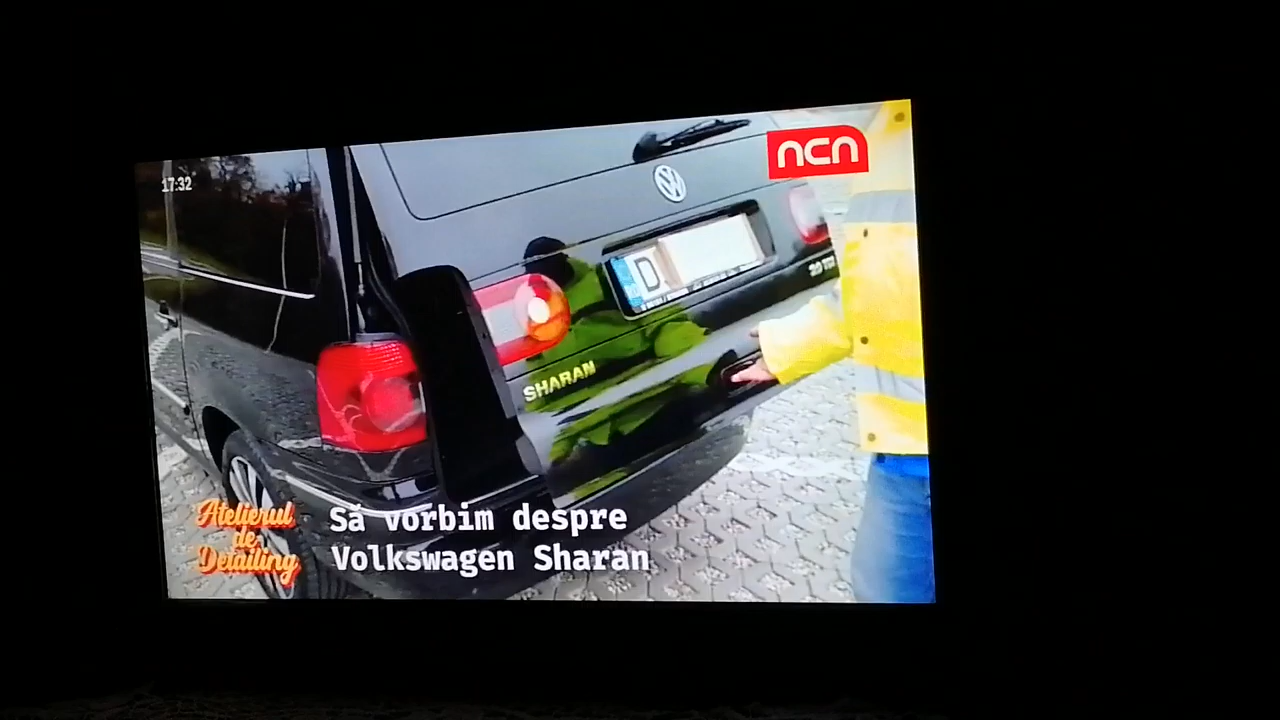 17:32
ncn
D
SHARAN
Atelierul
de
Detailing
Să vorbim despre
Volkswagen Sharan